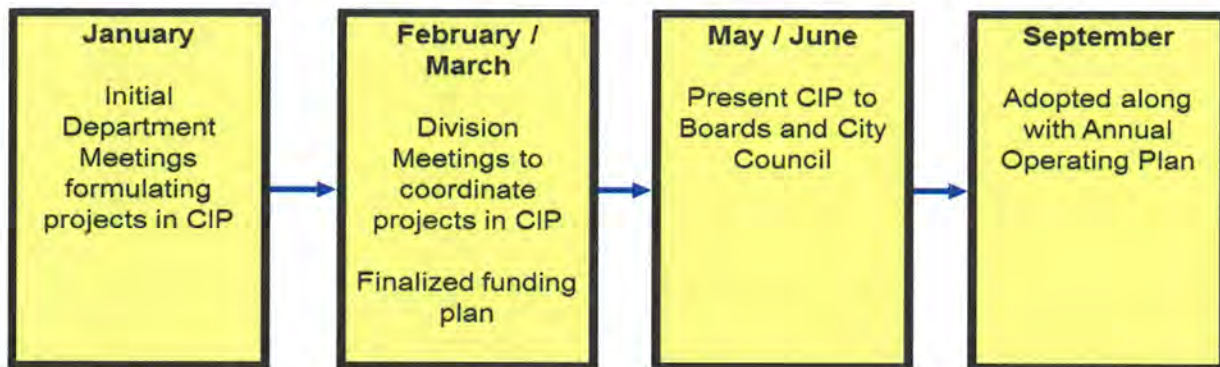 January
Initial
Department
Meetings
formulating
projects in CIP
February /
March
Division
Meetings to
coordinate
projects in CIP
Finalized funding
plan
May / June
Present CIP to
Boards and City
Council
September
Adopted along
with Annual
Operating Plan